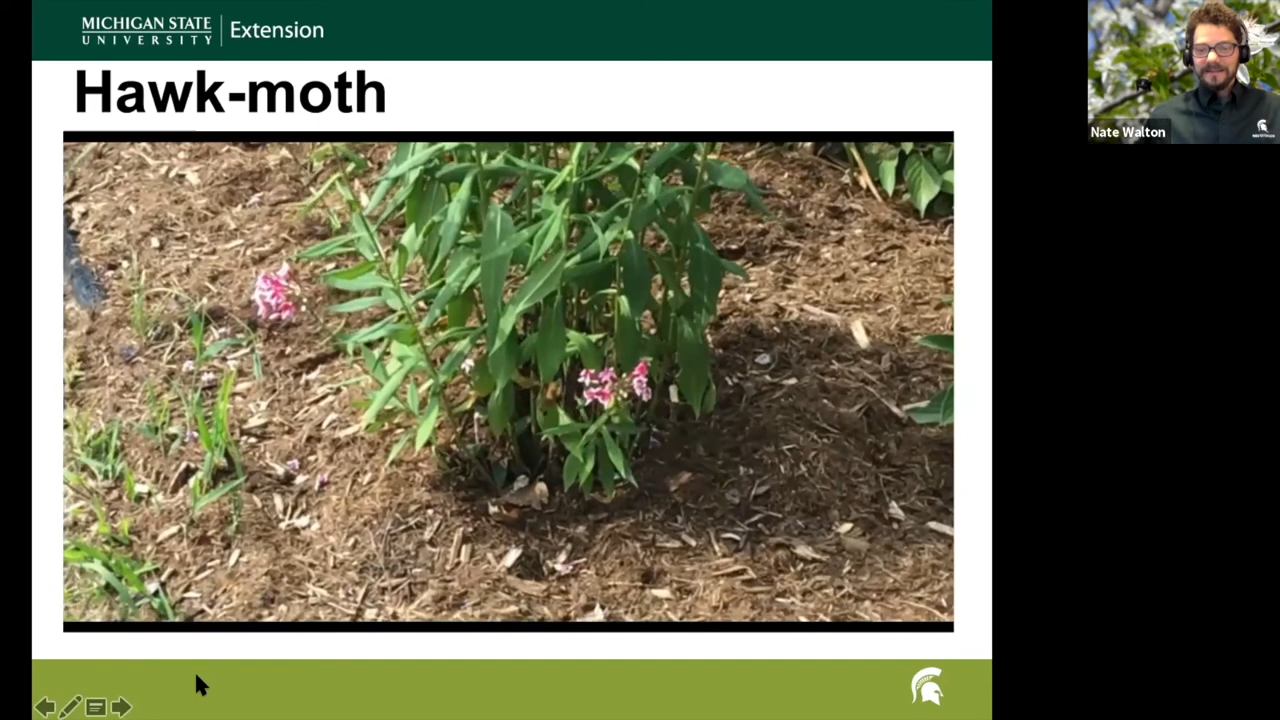 MICHIGAN STATE
UNIVERSITY
Extension
Hawk-moth
Nate Walton